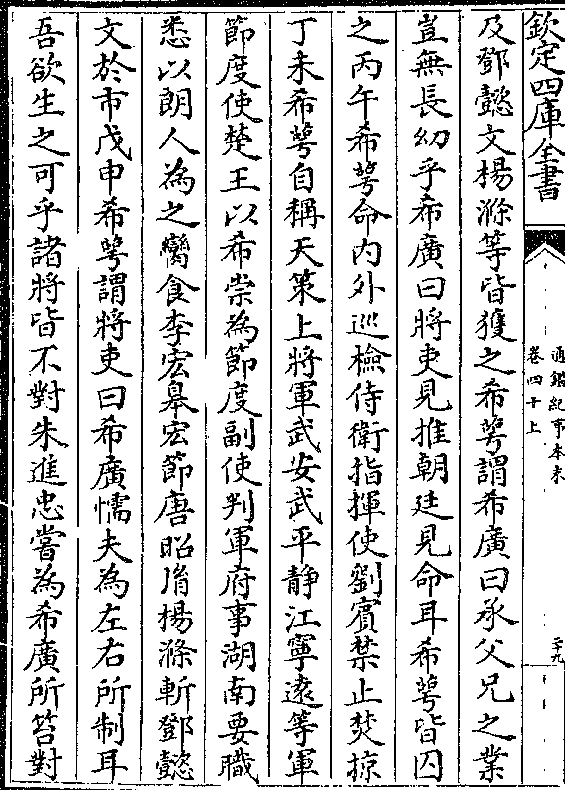 欽定四庫全書
通鑑紀事本末
卷四十上
二十九
及鄧懿文楊滌等皆獲之希萼謂希廣曰承父兄之業
豈無長幼乎希廣曰將吏見推朝廷見命耳希萼皆囚
之丙午希萼命内外巡檢侍衛指揮使劉賓禁止焚掠
丁未希萼自稱天策上將軍武安武平静江寧逺等軍
節度使楚王以希崇為節度副使判軍府事湖南要職
悉以朗人為之臠食李宏臯宏節唐昭𦙍楊滌斬鄧懿
文於市戊申希萼謂將吏曰希廣懦夫為左右所制耳
吾欲生之可乎諸將皆不對朱進忠嘗為希廣所笞對